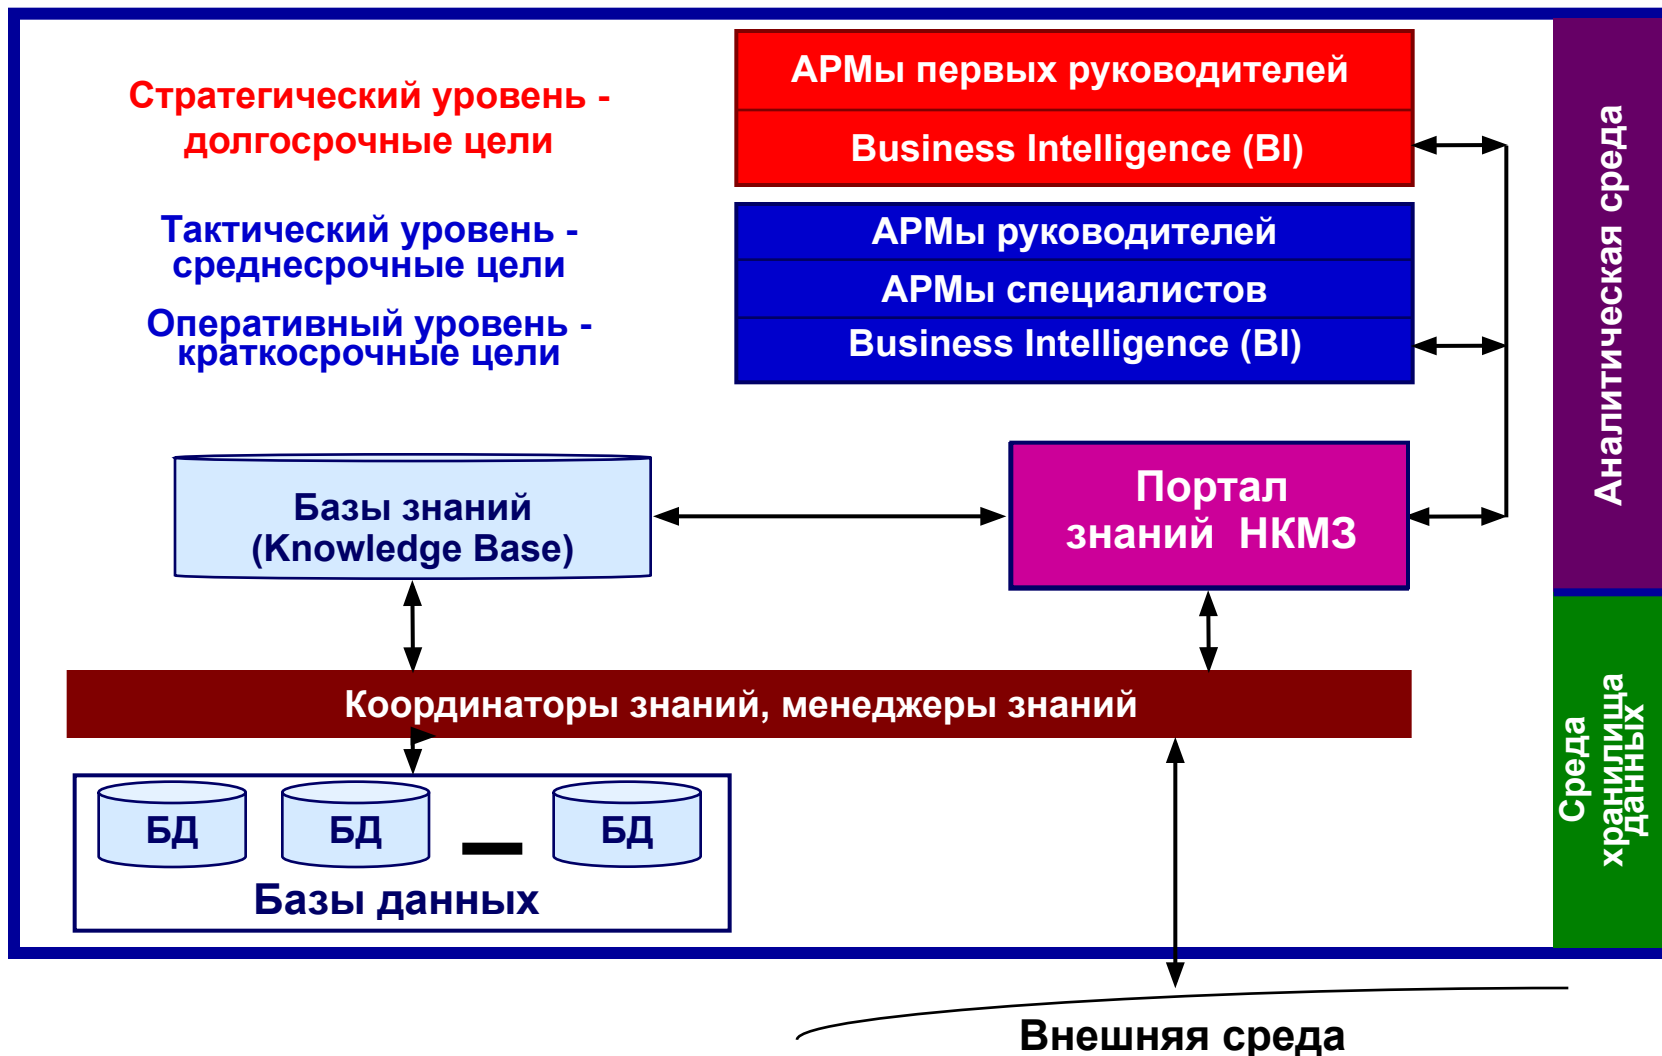 Стратегический уровень -
долгосрочные цели
АРМы первых руководителей
Business Intelligence (BI)
Тактический уровень -
среднесрочные цели
Оперативный уровень -
краткосрочные цели
АРМы руководителей
АРМы специалистов
Business Intelligence (BI)
Аналитическая среда
Базы знаний
(Knowledge Base)
Портал
знаний НКМЗ
Координаторы знаний, менеджеры знаний
Среда
хранилища
данных
БД
БД
БД
Базы данных
Внешняя среда